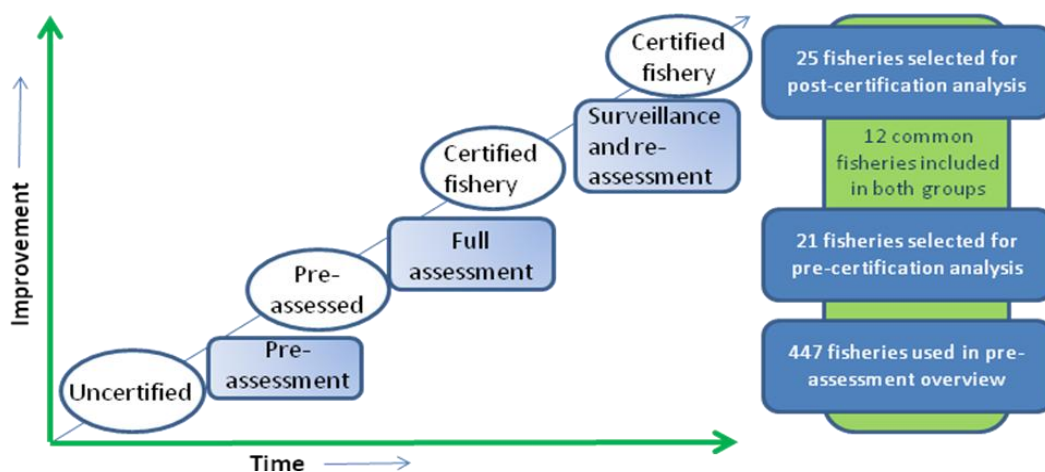 Improvement
Certified
fishery
Surveillance
and re-
assessment
Certified
fishery
Full
assessment
Pre-
assessed
Pre-
assessment
Uncertified
Time
25 fisheries selected for
post-certification analysis
12 common
fisheries included
in both groups
21 fisheries selected for
pre-certification analysis
447 fisheries used in pre-
assessment overview